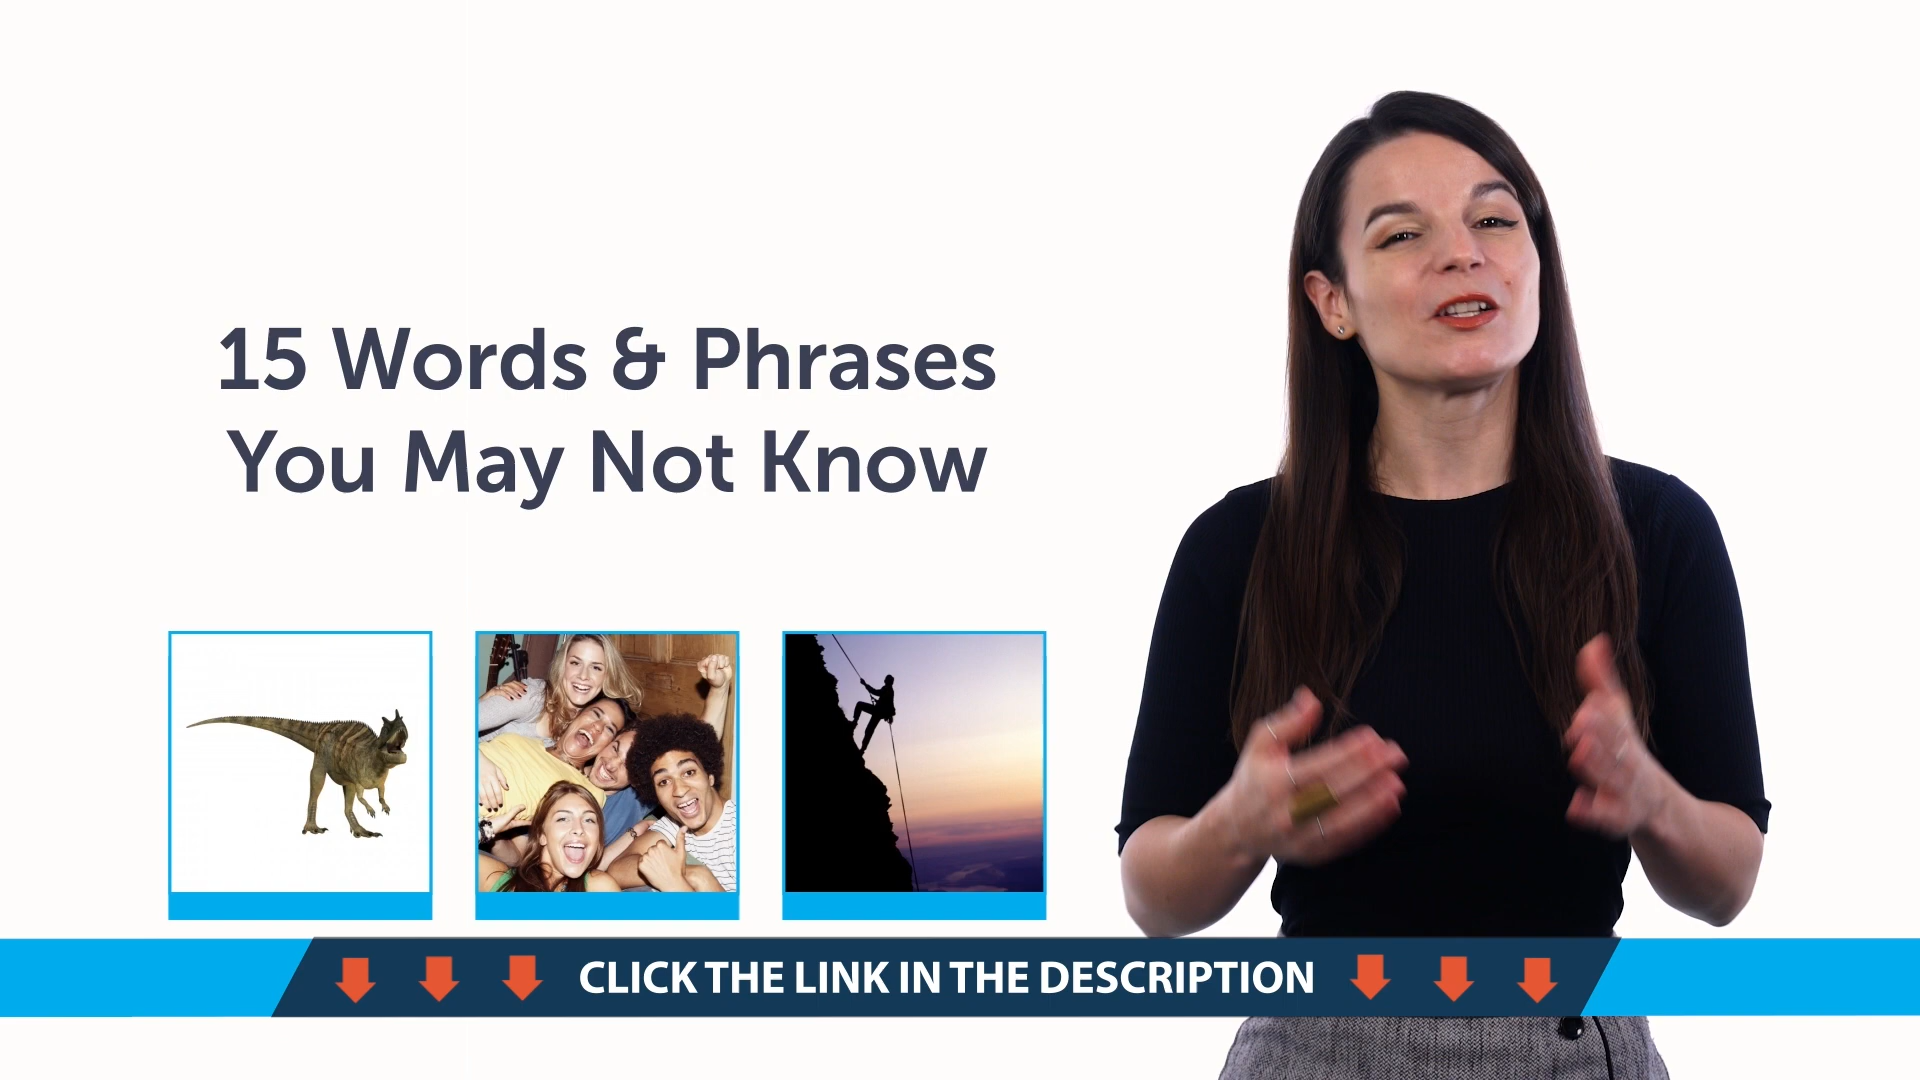 15 Words & Phrases
You May Not Know
CLICK THE LINK IN THE DESCRIPTION